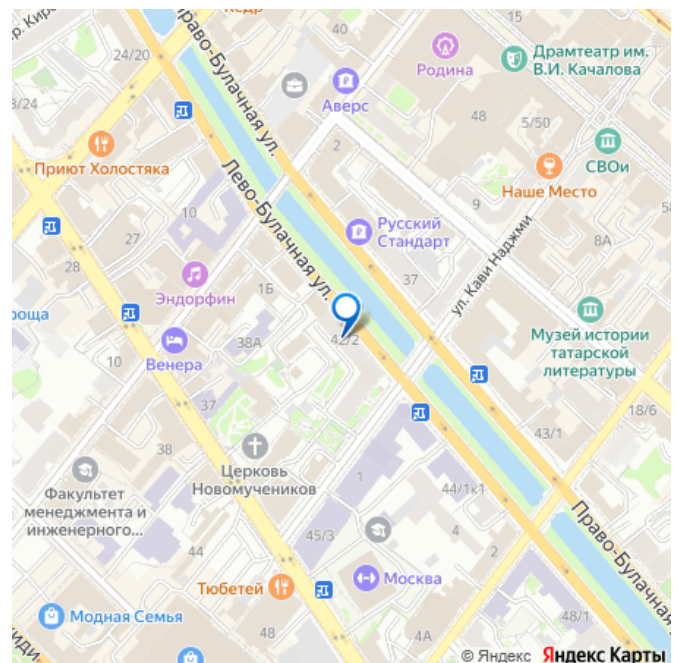 Кедр
24/20
Право-Булачная ул.
40
Родина
Драмтеатр им.
В.И. Качалова
Аверс
48
5/50
3/24
2
СВОи
Приют Холостяка
Наше Место
Лево-Булачная ул.
10
9
Русский
Стандарт
27
8А
28
37
ул. Кави Наджми
Эндорфин
1Б
роща
Музей истории
татарской
литературы
42/2
38А
Венера
10
37
18/6
38
43/1
Церковь
Новомучеников
Факультет
менеджмента и
инженерного...
44/1к1
Право-Булачная
45/3
4
44
2
Тюбетей
Москва
Модная Семья
48
4А
48/1
© Яндекс Яндекс Карты